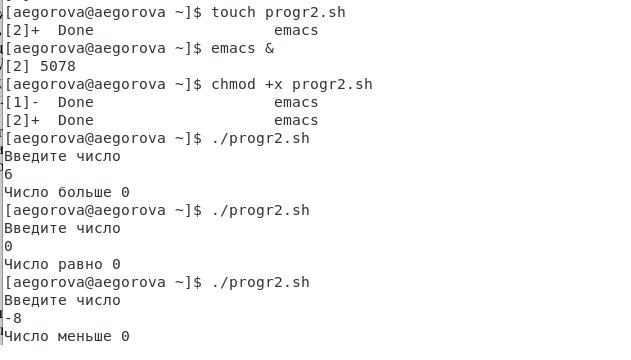 [aegorova@aegorova ~]$ touch progr2.sh
[2]+  Done                    emacs
[aegorova@aegorova ~]$ emacs &
[2] 5078
[aegorova@aegorova ~]$ chmod +x progr2.sh
[1]-  Done                    emacs
[2]+  Done                    emacs
[aegorova@aegorova ~]$ ./progr2.sh
Введите число
6
Число больше 0
[aegorova@aegorova ~]$ ./progr2.sh
Введите число
0
Число равно 0
[aegorova@aegorova ~]$ ./progr2.sh
Введите число
-8
Число меньше 0